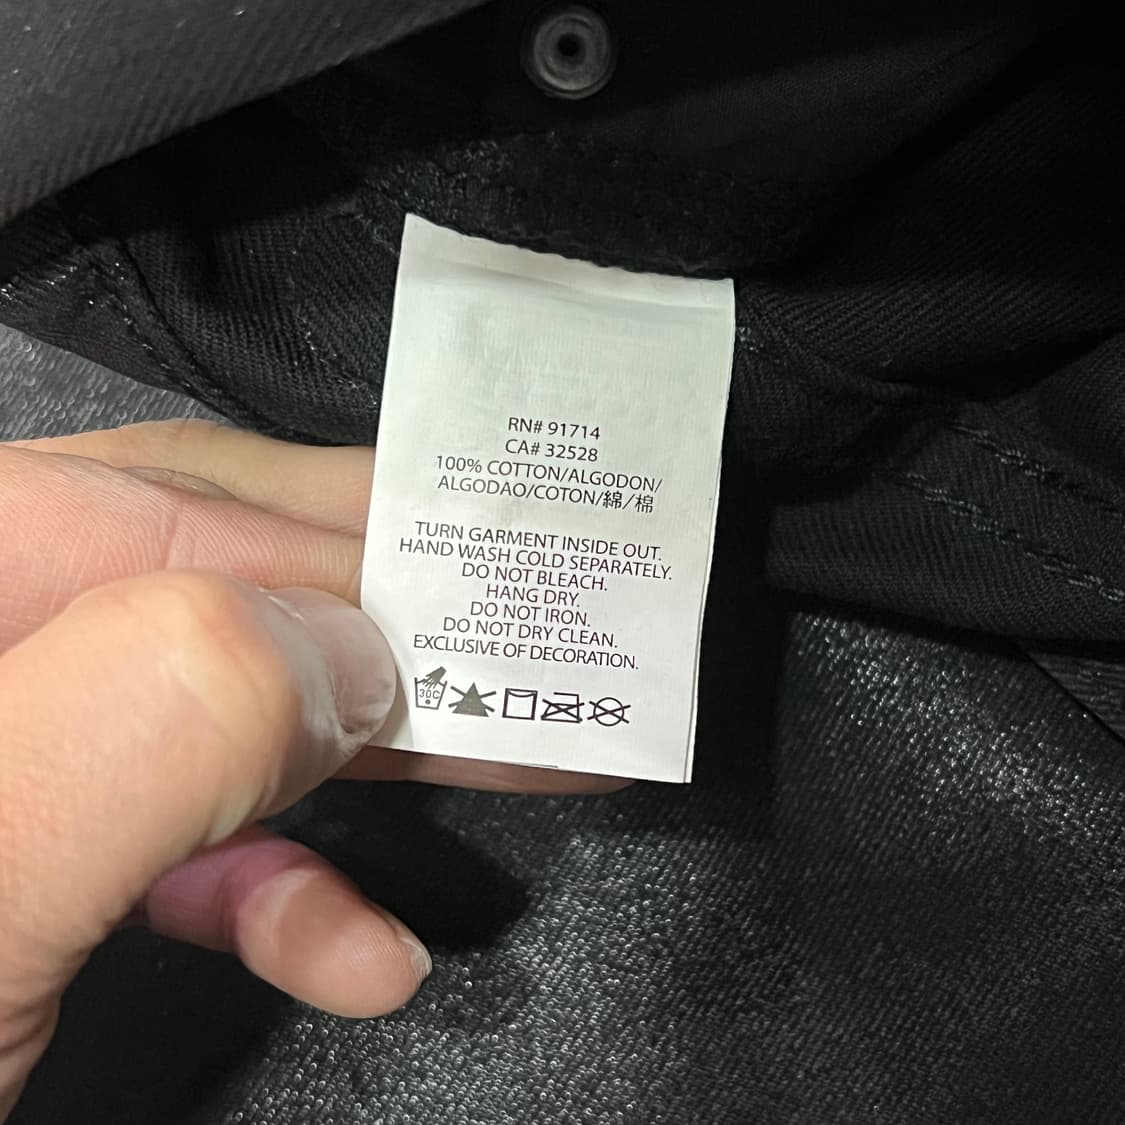 RN# 91714
CA# 32528
100% COTTON/ALGODON/
ALGODAO/COTON/綿/棉
TURN GARMENT INSIDE OUT.
HAND WASH COLD SEPARATELY.
DO NOT BLEACH.
HANG DRY.
DO NOT IRON.
DO NOT DRY CLEAN.
EXCLUSIVE OF DECORATION.
30C